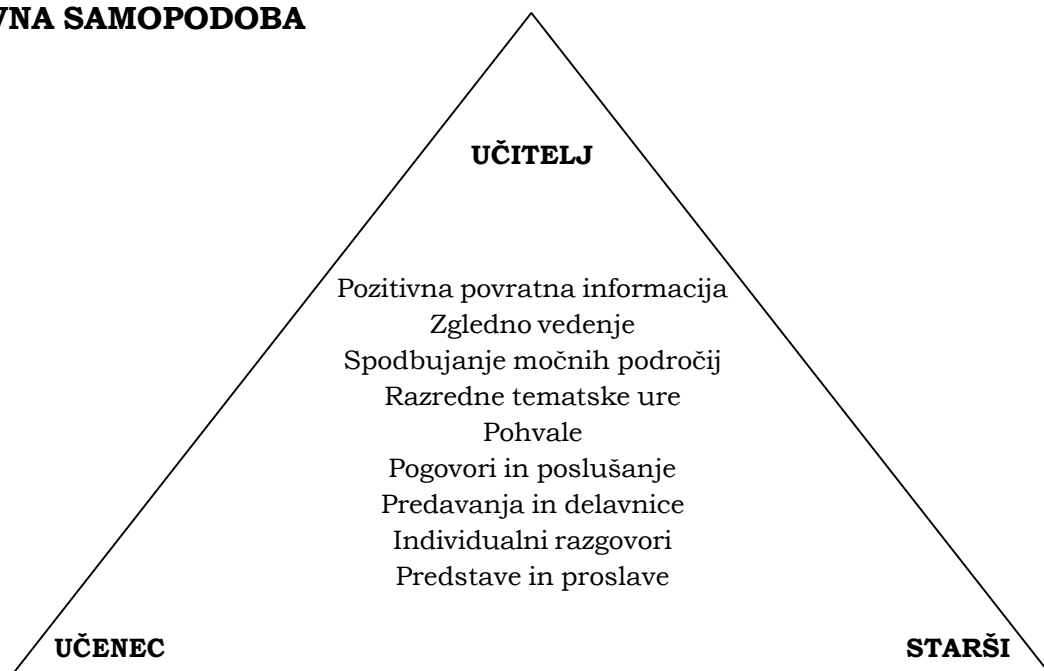 VNA SAMOPODOBA
UČITELJ
Pozitivna povratna informacija
Zgledno vedenje
Spodbujanje močnih področij
Razredne tematske ure
Pohvale
Pogovori in poslušanje
Predavanja in delavnice
Individualni razgovori
Predstave in proslave
UČENEC STARŠI